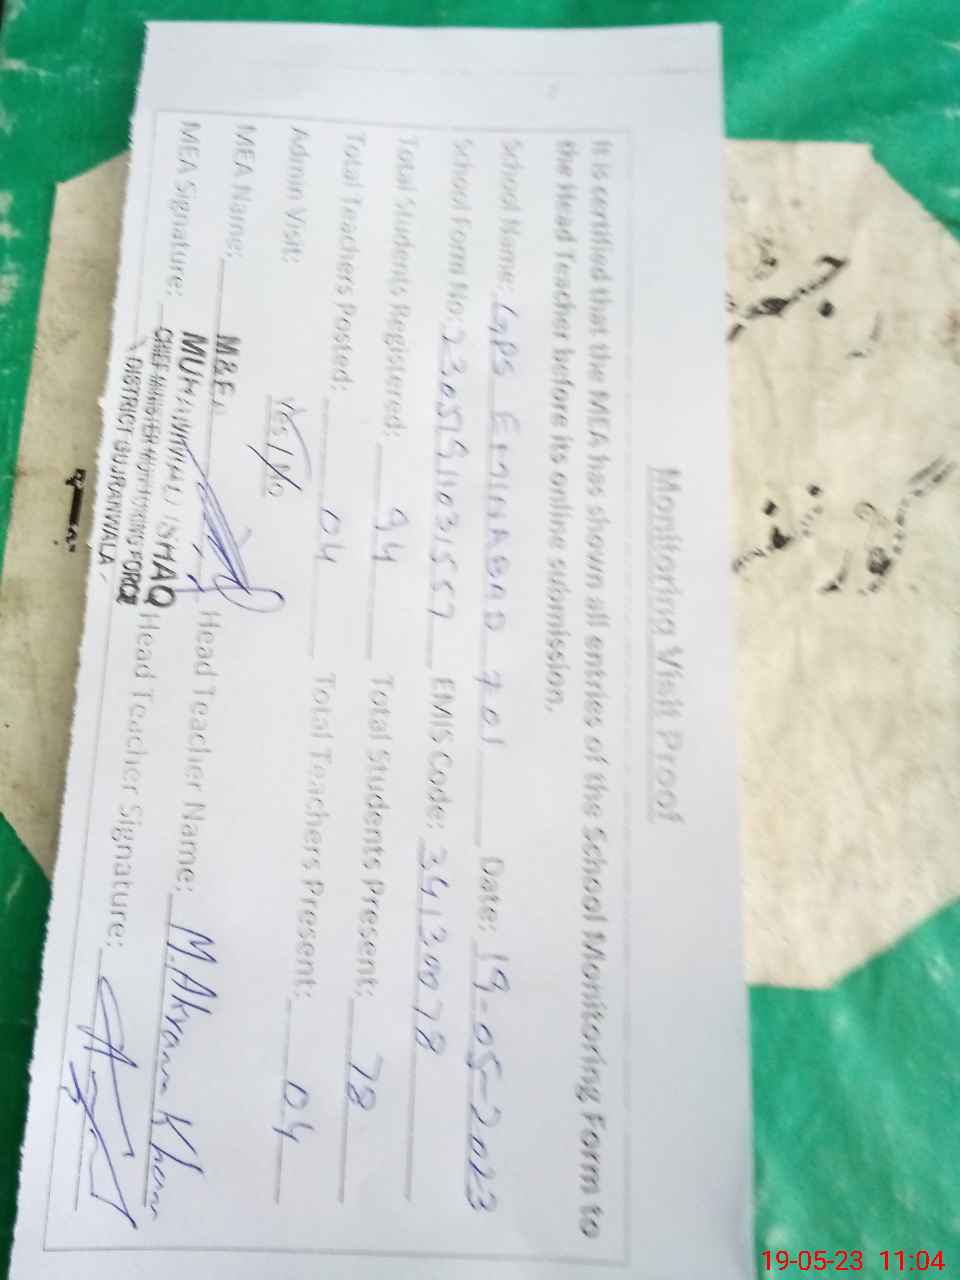 Monitoring Visit Proof
It is certified that the MEA has shown all entries of the School Monitoring Form to
the Head Teacher before its online submission.
School Name: GPS EMINABAD 701 Date: 19-05-2023
School Form No: EMIS Code: 34130078
Total Students Registered: 94 Total Students Present: 78
Total Teachers Posted: 04 Total Teachers Present: 04
Admin Visit: Yes / No
MEA Name: M&E, Head Teacher Name: M. Akram Khan
MUHAMMAD ISHAQ
MEA Signature: Head Teacher Signature:
CHIEF MINISTER MONITORING FORCE
DISTRICT GUJRANWALA
19-05-23 11:04